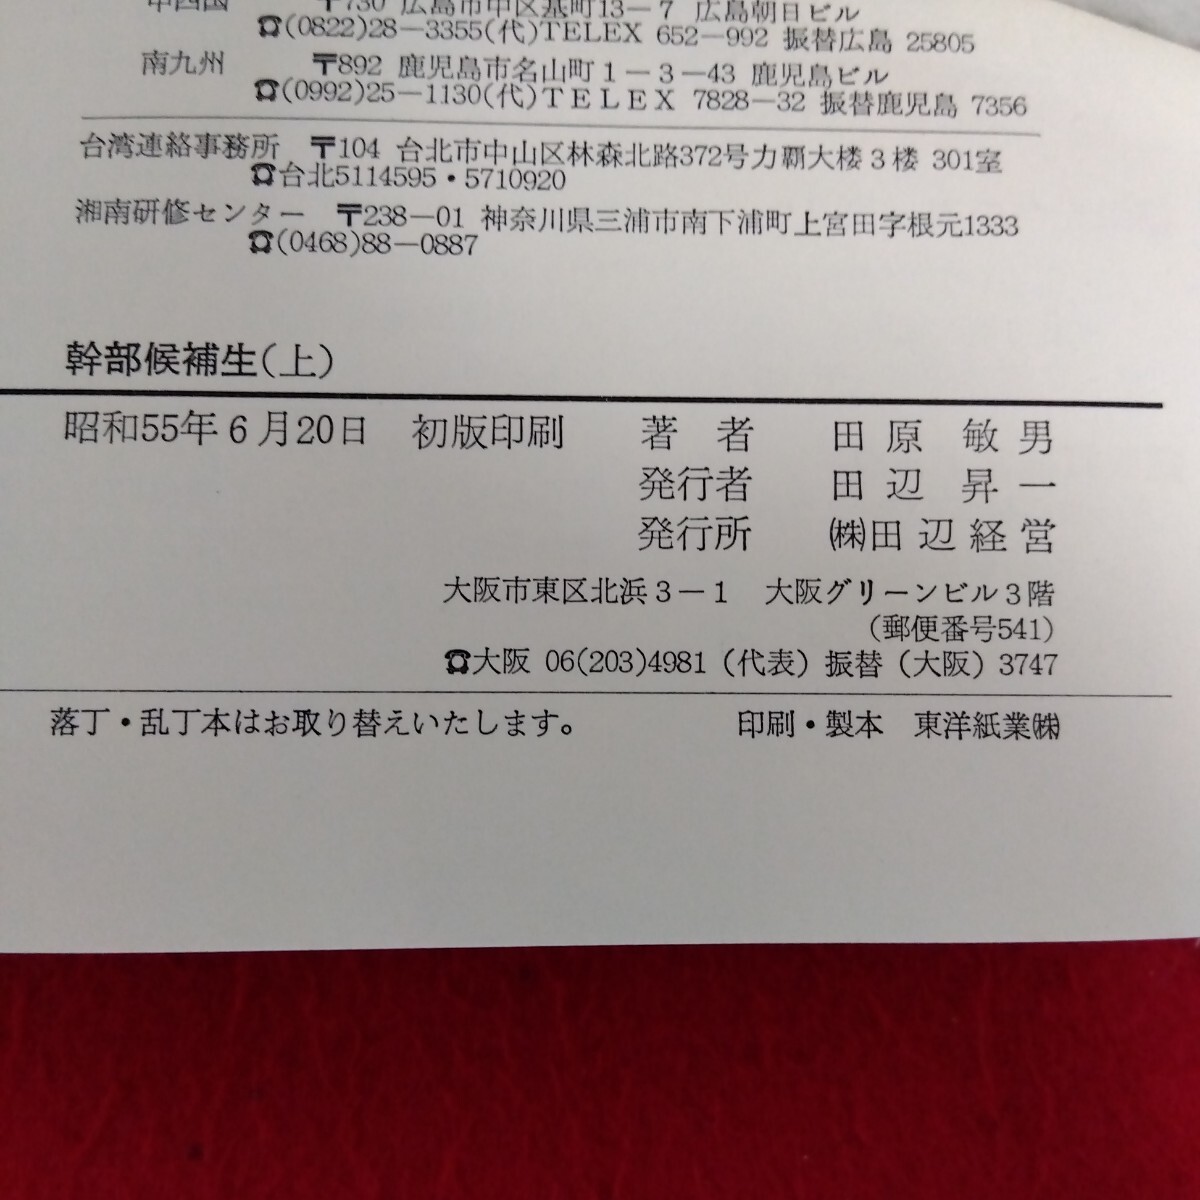 中四国 〒730 広島市中区基町13－7 広島朝日ビル
☎(0822)28－3355(代)TELEX 652－992 振替広島 25805
南九州 〒892 鹿児島市名山町1－3－43 鹿児島ビル
☎(0992)25－1130(代)TELEX 7828－32 振替鹿児島 7356
台湾連絡事務所 〒104 台北市中山区林森北路372号力覇大楼3楼 301室
☎台北5114595・5710920
湘南研修センター 〒238－01 神奈川県三浦市南下浦町上宮田字根元1333
☎(0468)88－0887
幹部候補生(上)
昭和55年6月20日 初版印刷 著者 田原敏男
発行者 田辺昇一
発行所 ㈱田辺経営
大阪市東区北浜3－1 大阪グリーンビル3階
(郵便番号541)
☎大阪 06(203)4981(代表)振替(大阪)3747
落丁・乱丁本はお取り替えいたします。 印刷・製本 東洋紙業㈱